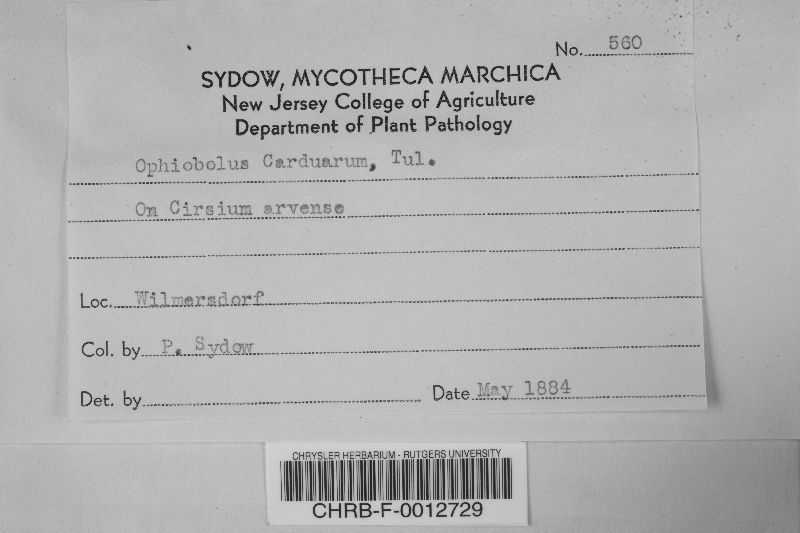 No. 560
SYDOW, MYCOTHECA MARCHICA
New Jersey College of Agriculture
Department of Plant Pathology
Ophiobolus Carduarum, Tul.
On Cirsium arvense
Loc. Wilmersdorf
Col. by P. Sydow
Det. by
Date May 1884
CHRYSLER HERBARIUM - RUTGERS UNIVERSITY
CHRB-F-0012729